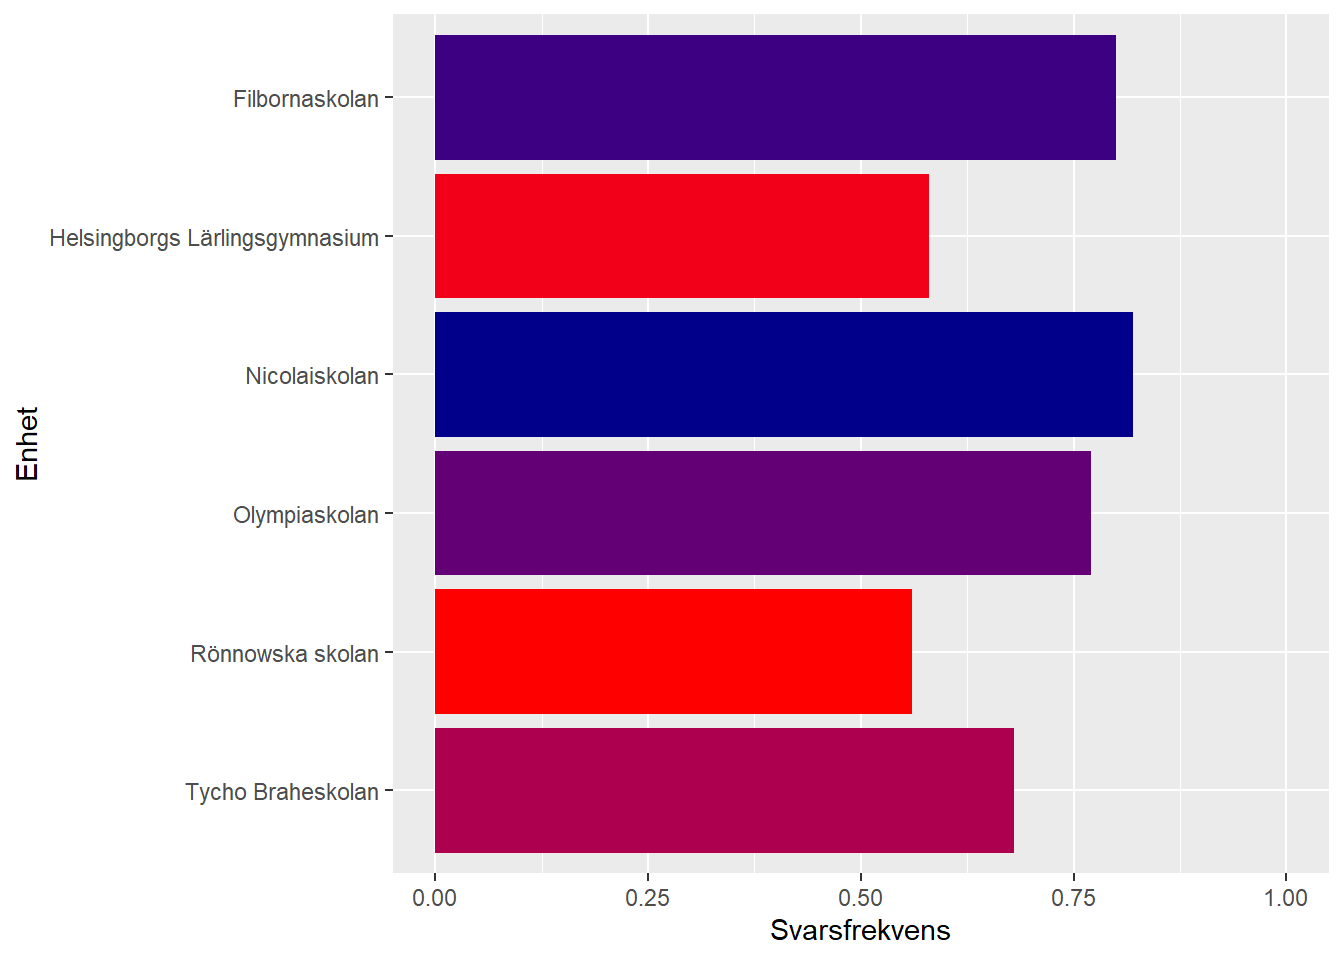 Filbornaskolan
Helsingborgs Lärlingsgymnasium
Nicolaiskolan
Olympiaskolan
Rönnowska skolan
Tycho Braheskolan
Enhet
0.00 0.25 0.50 0.75 1.00
Svarsfrekvens